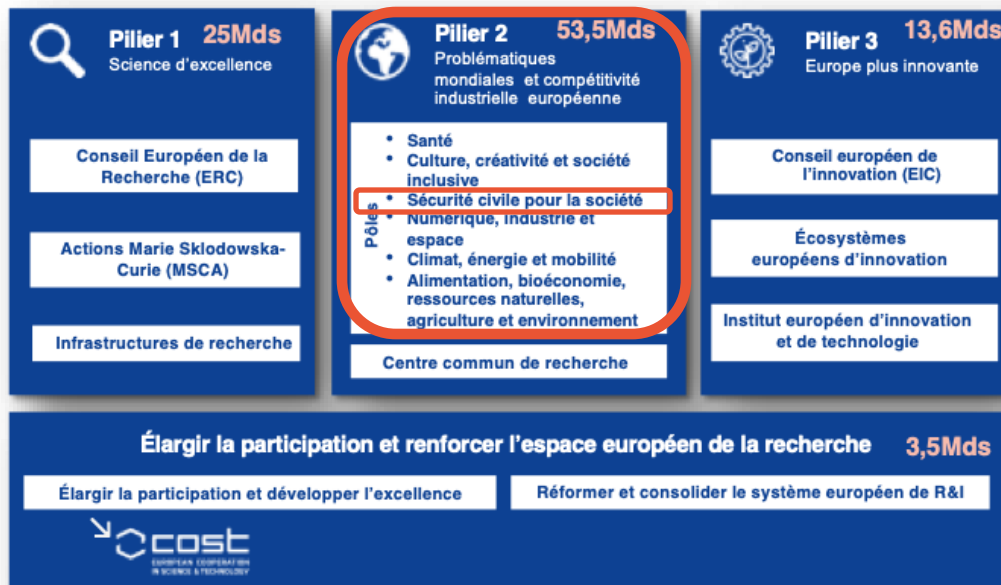 Pilier 1 25Mds
Science d'excellence
Conseil Européen de la
Recherche (ERC)
Actions Marie Sklodowska-
Curie (MSCA)
Infrastructures de recherche
Pilier 2 53,5Mds
Problématiques
mondiales et compétitivité
industrielle européenne
Pôles
• Santé
• Culture, créativité et société
inclusive
• Sécurité civile pour la société
• Numérique, industrie et
espace
• Climat, énergie et mobilité
• Alimentation, bioéconomie,
ressources naturelles,
agriculture et environnement
Centre commun de recherche
Pilier 3 13,6Mds
Europe plus innovante
Conseil européen de
l'innovation (EIC)
Écosystèmes
européens d'innovation
Institut européen d'innovation
et de technologie
Élargir la participation et renforcer l'espace européen de la recherche 3,5Mds
Élargir la participation et développer l'excellence
Réformer et consolider le système européen de R&I
cost
EUROPEAN COOPERATION
IN SCIENCE & TECHNOLOGY